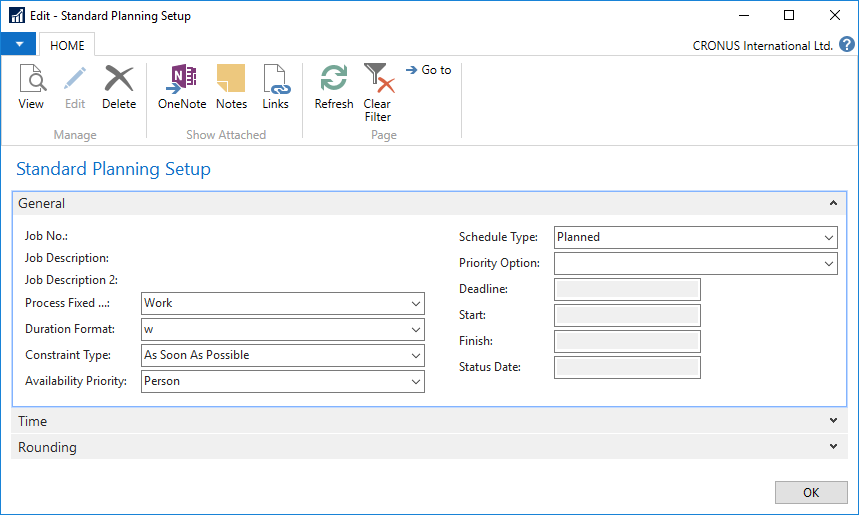 Edit - Standard Planning Setup
HOME
CRONUS International Ltd.
View
Edit
Delete
OneNote
Notes
Links
Refresh
Clear Filter
Go to
Manage
Show Attached
Page
Standard Planning Setup
General
Job No.:
Job Description:
Job Description 2:
Process Fixed ...: Work
Duration Format: w
Constraint Type: As Soon As Possible
Availability Priority: Person
Schedule Type: Planned
Priority Option:
Deadline:
Start:
Finish:
Status Date:
Time
Rounding
OK